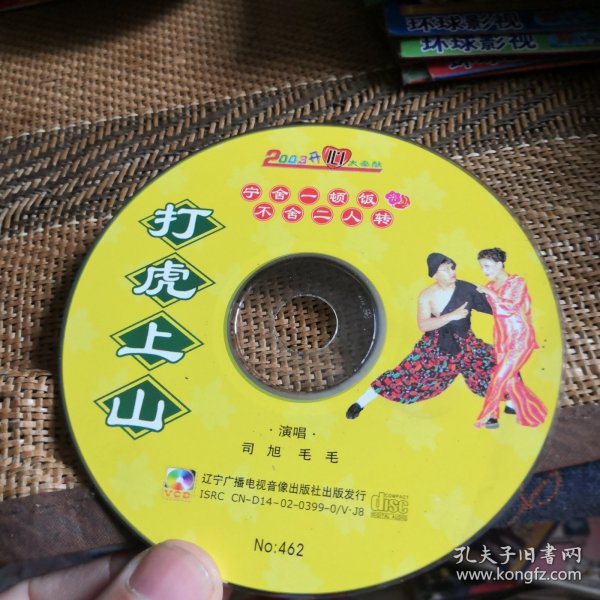 环球影视
环球影视
2003开心大奉献
宁舍一顿饭
不舍二人转
打虎上山
·演唱·
司旭 毛毛
VCD
辽宁广播电视音像出版社出版发行
ISRC CN-D14-02-0399-0/V·J8
COMPACT
disc
DIGITAL AUDIO
No:462
孔夫子旧书网
www.kongfz.com